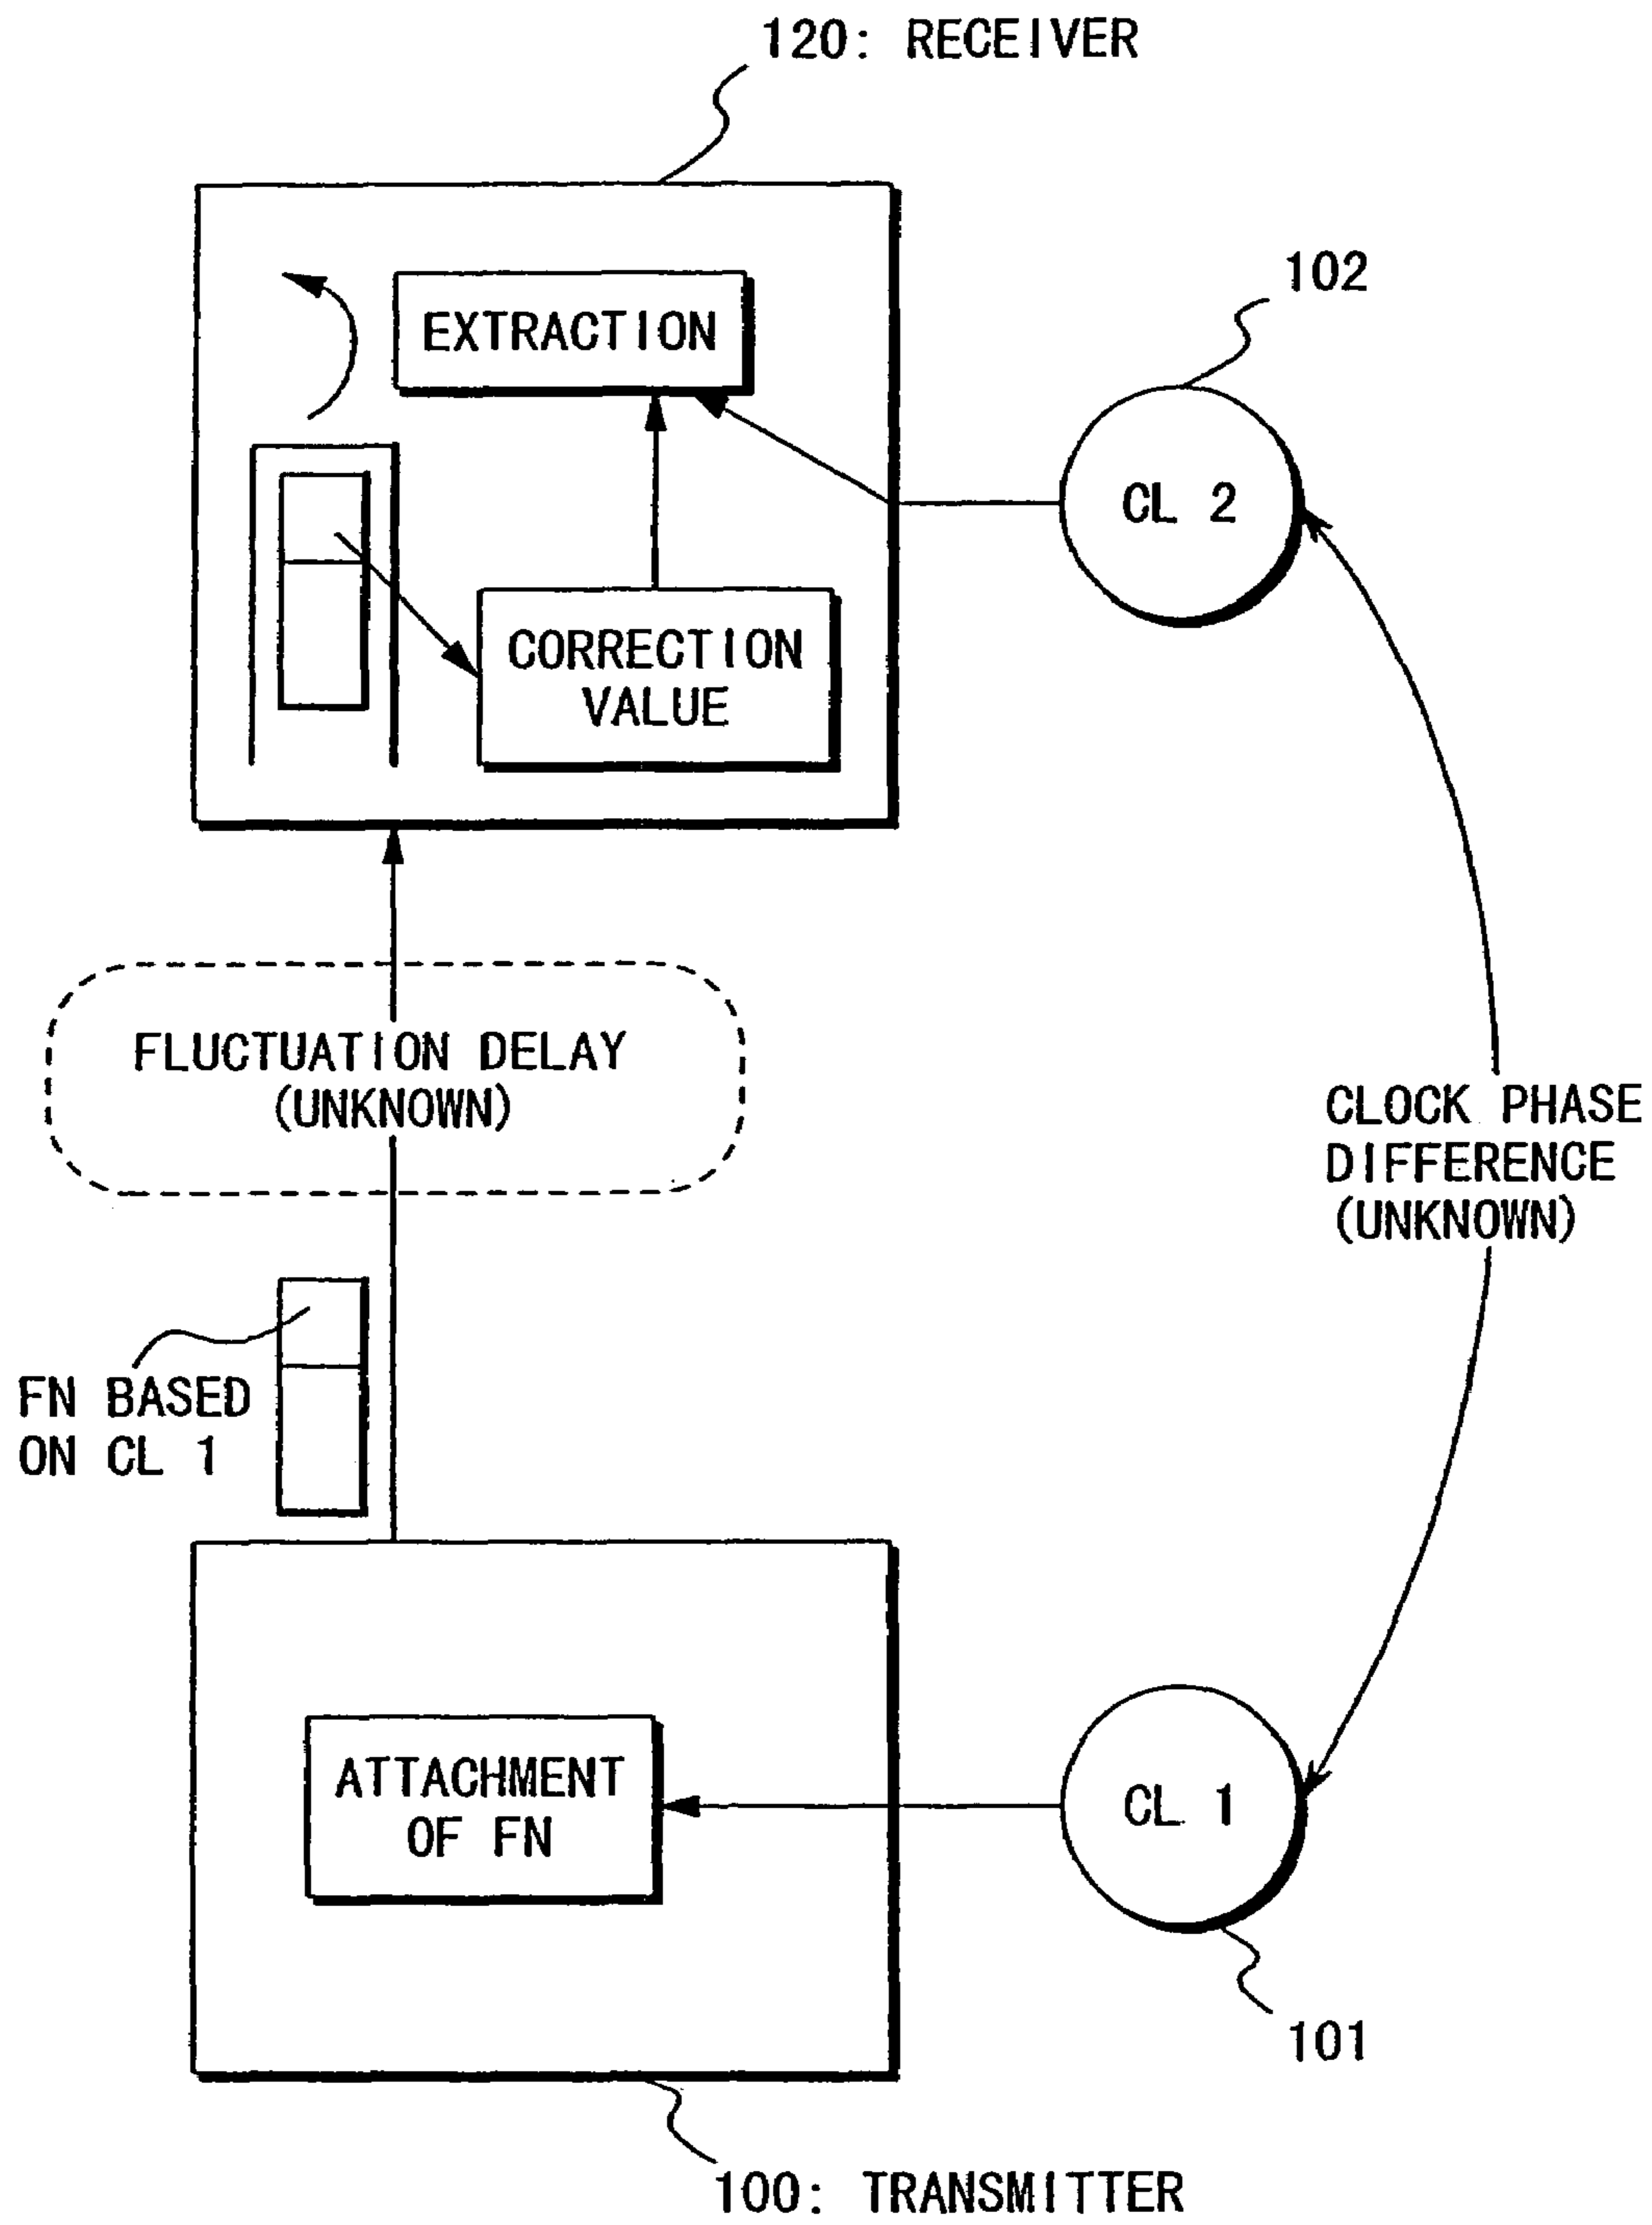 120: RECEIVER
102
EXTRACTION
CL 2
CORRECTION
VALUE
FLUCTUATION DELAY
(UNKNOWN)
CLOCK PHASE
DIFFERENCE
(UNKNOWN)
FN BASED
ON CL 1
ATTACHMENT
OF FN
CL 1
101
100: TRANSMITTER